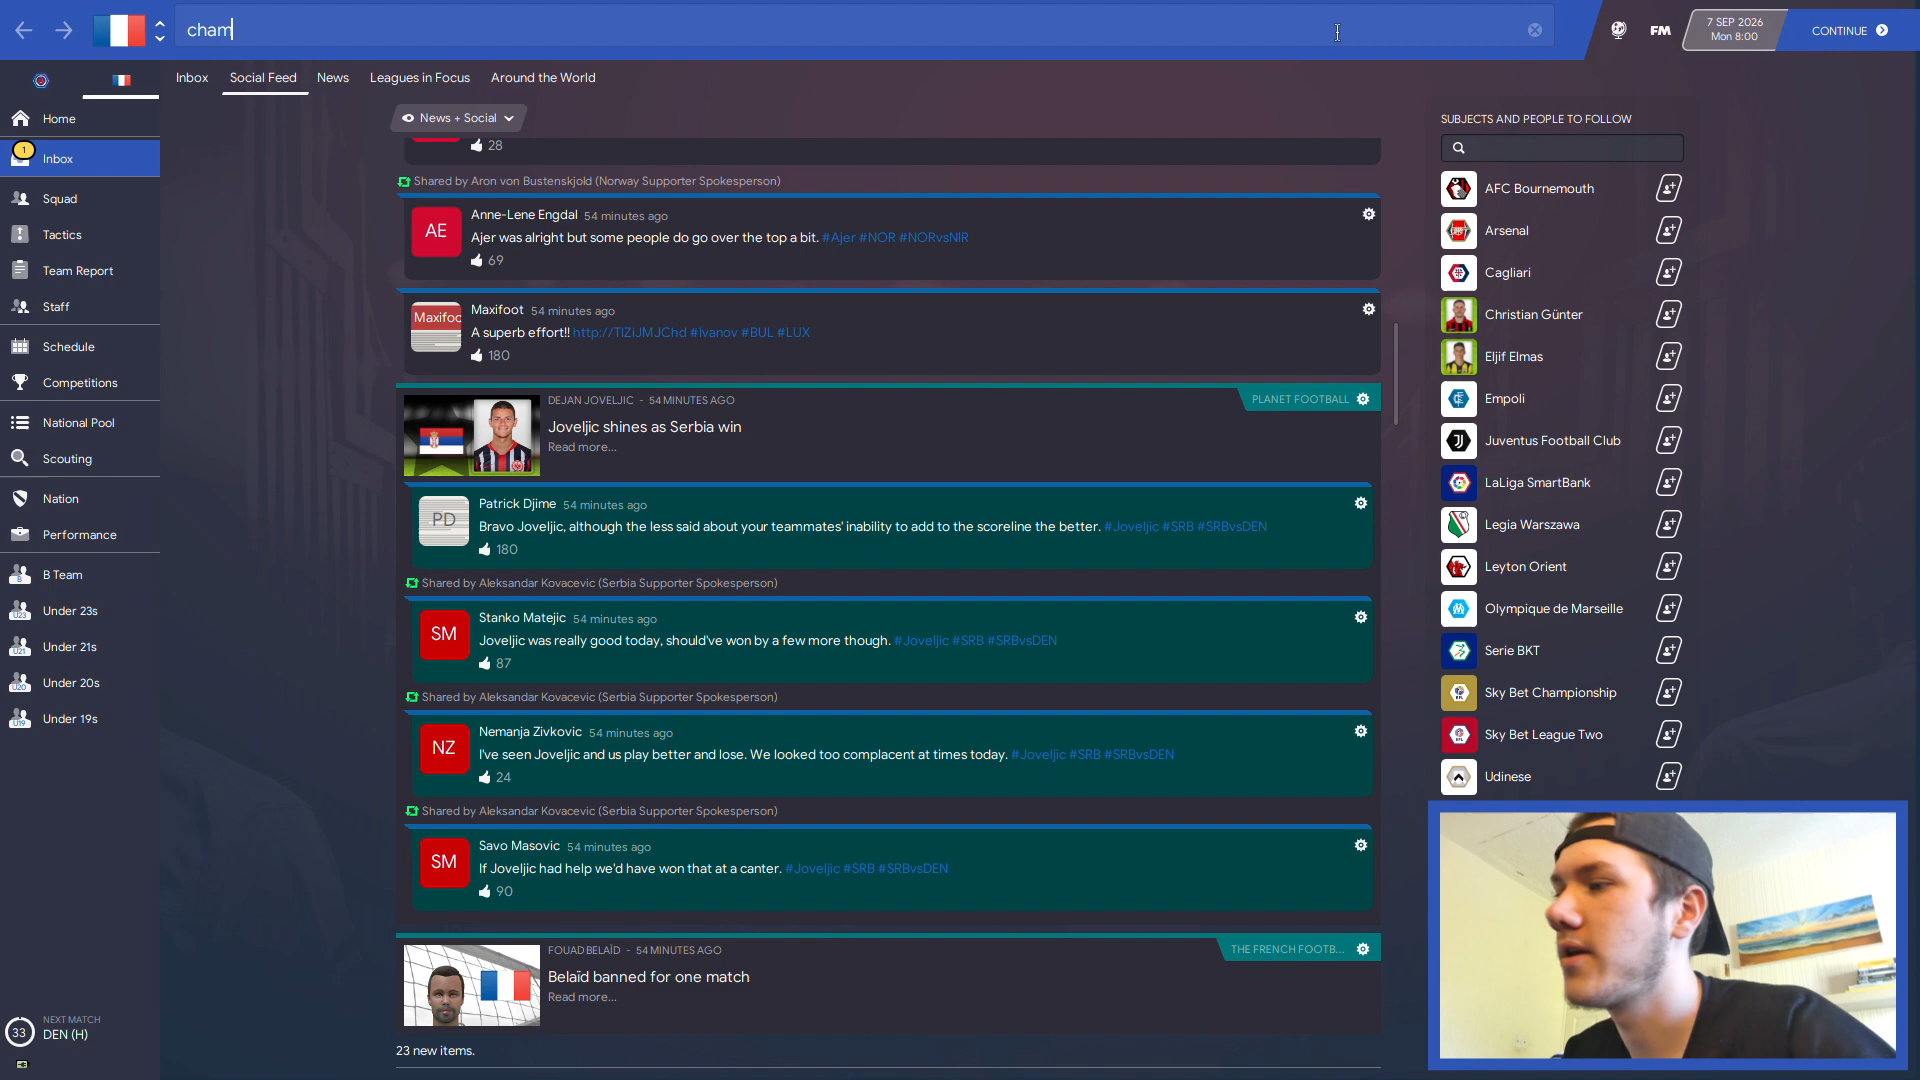 cham
7 SEP 2026
Mon 8:00
FM
CONTINUE
Inbox
Social Feed
News
Leagues in Focus
Around the World
Home
1
Inbox
Squad
Tactics
Team Report
Staff
Schedule
Competitions
National Pool
Scouting
Nation
Performance
B Team
Under 23s
Under 21s
Under 20s
Under 19s
NEXT MATCH
33
DEN (H)
News + Social
28
Shared by Aron von Bustenskjold (Norway Supporter Spokesperson)
AE
Anne-Lene Engdal 54 minutes ago
Ajer was alright but some people do go over the top a bit. #Ajer #NOR #NORvsNIR
69
Maxifoo
Maxifoot 54 minutes ago
A superb effort!! http://TlZiJMJChd #Ivanov #BUL #LUX
180
DEJAN JOVELJIC - 54 MINUTES AGO
PLANET FOOTBALL
Joveljic shines as Serbia win
Read more...
PD
Patrick Djime 54 minutes ago
Bravo Joveljic, although the less said about your teammates' inability to add to the scoreline the better. #Joveljic #SRB #SRBvsDEN
180
Shared by Aleksandar Kovacevic (Serbia Supporter Spokesperson)
SM
Stanko Matejic 54 minutes ago
Joveljic was really good today, should've won by a few more though. #Joveljic #SRB #SRBvsDEN
87
Shared by Aleksandar Kovacevic (Serbia Supporter Spokesperson)
NZ
Nemanja Zivkovic 54 minutes ago
I've seen Joveljic and us play better and lose. We looked too complacent at times today. #Joveljic #SRB #SRBvsDEN
24
Shared by Aleksandar Kovacevic (Serbia Supporter Spokesperson)
SM
Savo Masovic 54 minutes ago
If Joveljic had help we'd have won that at a canter. #Joveljic #SRB #SRBvsDEN
90
FOUAD BELAÏD - 54 MINUTES AGO
THE FRENCH FOOTB...
Belaïd banned for one match
Read more...
23 new items.
SUBJECTS AND PEOPLE TO FOLLOW
AFC Bournemouth
Arsenal
Cagliari
Christian Günter
Eljif Elmas
Empoli
Juventus Football Club
LaLiga SmartBank
Legia Warszawa
Leyton Orient
Olympique de Marseille
Serie BKT
Sky Bet Championship
Sky Bet League Two
Udinese